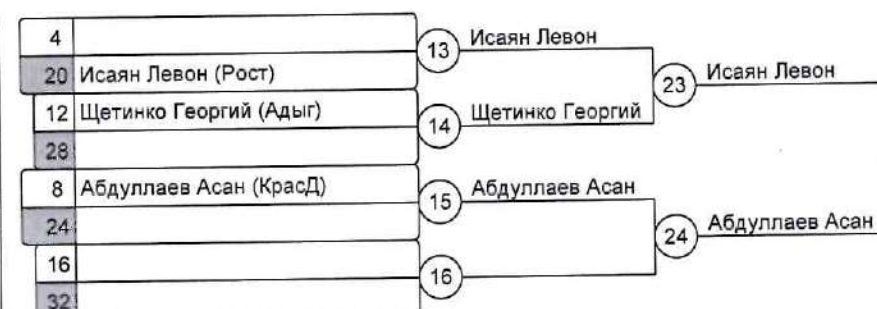 4
20 Исаян Левон (Рост)
13 Исаян Левон
12 Щетинко Георгий (Адыг)
28
14 Щетинко Георгий
23 Исаян Левон
8 Абдуллаев Асан (КрасД)
24
15 Абдуллаев Асан
16
32
16
24 Абдуллаев Асан